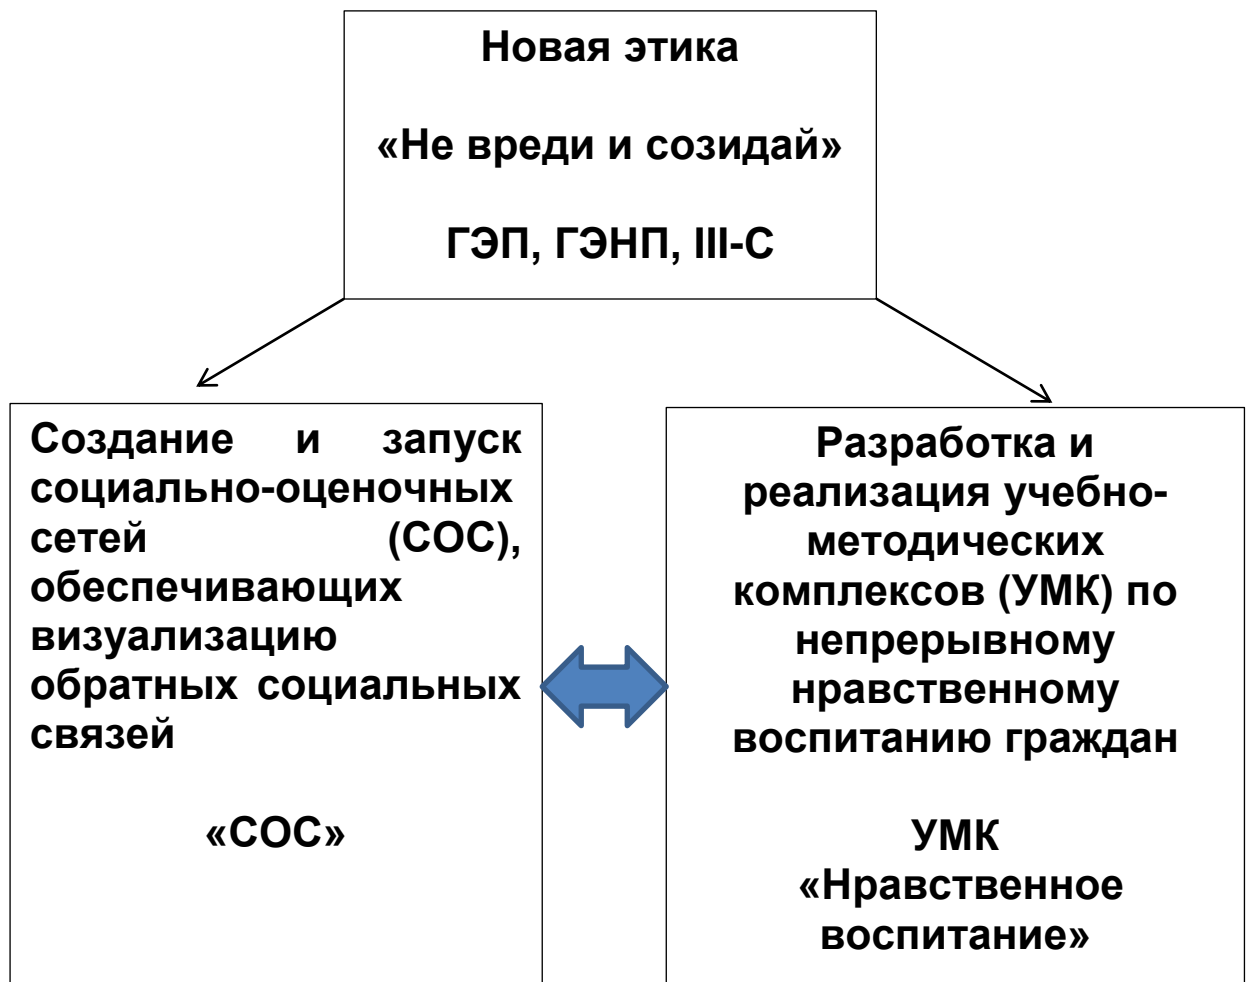 Новая этика
«Не вреди и созидай»
ГЭП, ГЭНП, III-С
Создание и запуск
социально-оценочных
сетей (СОС),
обеспечивающих
визуализацию
обратных социальных
связей
«СОС»
Разработка и
реализация учебно-
методических
комплексов (УМК) по
непрерывному
нравственному
воспитанию граждан
УМК
«Нравственное
воспитание»